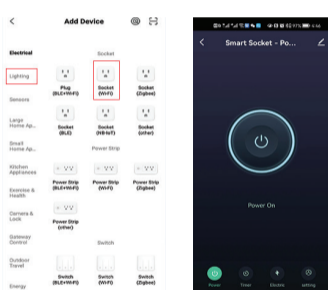 Add Device
Electrical
Socket
Lighting
Plug
(BLE+Wi-Fi)
Socket
(Wi-Fi)
Socket
(Zigbee)
Sensors
Large
Home Ap...
Socket
(BLE)
Socket
(NB-IoT)
Socket
(other)
Small
Home Ap...
Power Strip
Kitchen
Appliances
Power Strip
(BLE+Wi-Fi)
Power Strip
(Wi-Fi)
Power Strip
(Zigbee)
Exercise &
Health
Camera &
Lock
Power Strip
(other)
Gateway
Control
Switch
Outdoor
Travel
Switch
(BLE+Wi-Fi)
Switch
(Wi-Fi)
Switch
(Zigbee)
Energy
Smart Socket - Po...
Power On
Power
Timer
Electric
setting